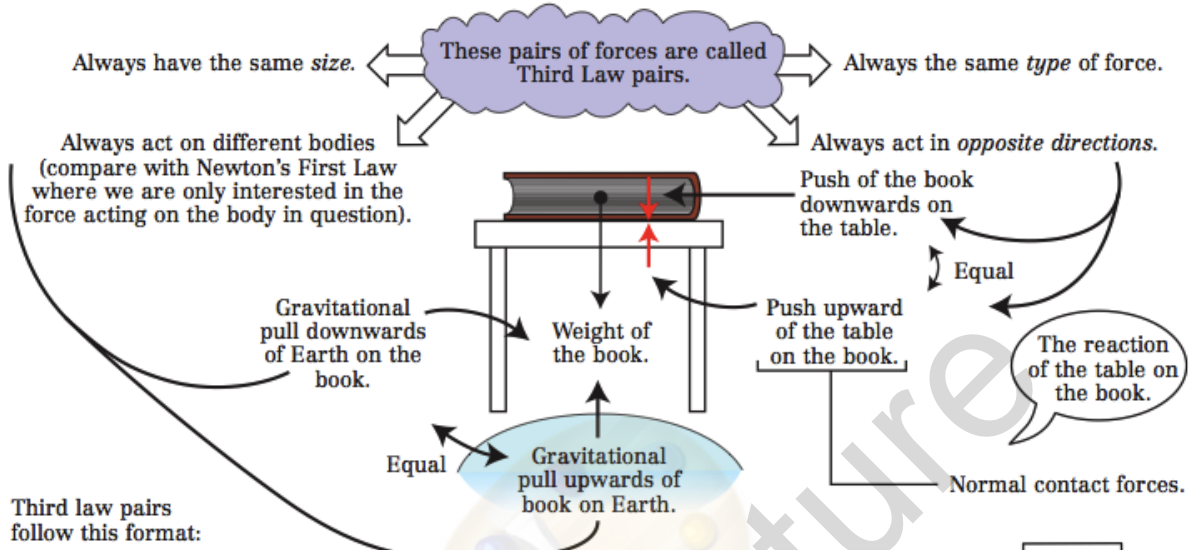 These pairs of forces are called
Third Law pairs.
Always have the same size.
Always the same type of force.
Always act on different bodies
(compare with Newton's First Law
where we are only interested in the
force acting on the body in question).
Always act in opposite directions.
Push of the book
downwards on
the table.
Equal
Gravitational
pull downwards
of Earth on the
book.
Weight of
the book.
Push upward
of the table
on the book.
The reaction
of the table on
the book.
Equal
Gravitational
pull upwards of
book on Earth.
Normal contact forces.
Third law pairs
follow this format: